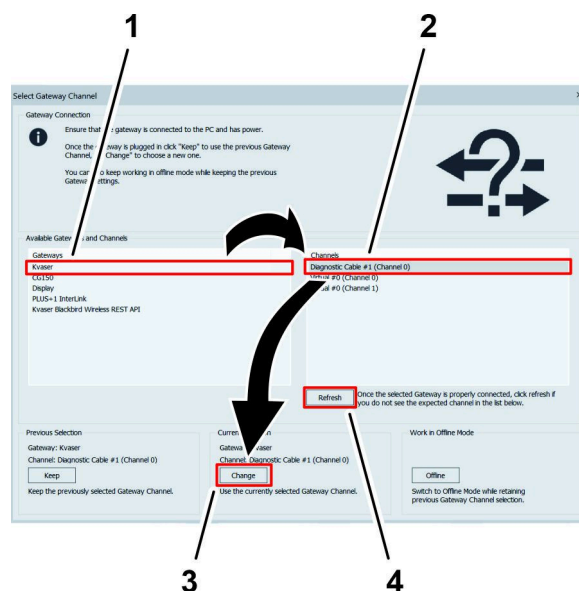 1
2
Select Gateway Channel
Gateway Connection
Ensure that gateway is connected to the PC and has power.
Once the is plugged in click "Keep" to use the previous Gateway
Channel, "Change" to choose a new one.
You can to keep working in offline mode while keeping the previous
Gateway settings.
Available and Channels
Gateways
Kvaser
CG150
Display
PLUS+1 InterLink
Kvaser Blackbird Wireless REST API
Channels
Diagnostic Cable #1 (Channel 0)
Virtual #0 (Channel 0)
#0 (Channel 1)
Refresh
Once the selected Gateway is properly connected, click refresh if
you do not see the expected channel in the list below.
Previous Selection
Gateway: Kvaser
Channel: Diagnostic Cable #1 (Channel 0)
Keep
Keep the previously selected Gateway Channel.
Current
Channel: Diagnostic Cable #1 (Channel 0)
Change
Use the currently selected Gateway Channel.
Work in Offline Mode
Offline
Switch to Offline Mode while retaining
previous Gateway Channel selection.
3
4